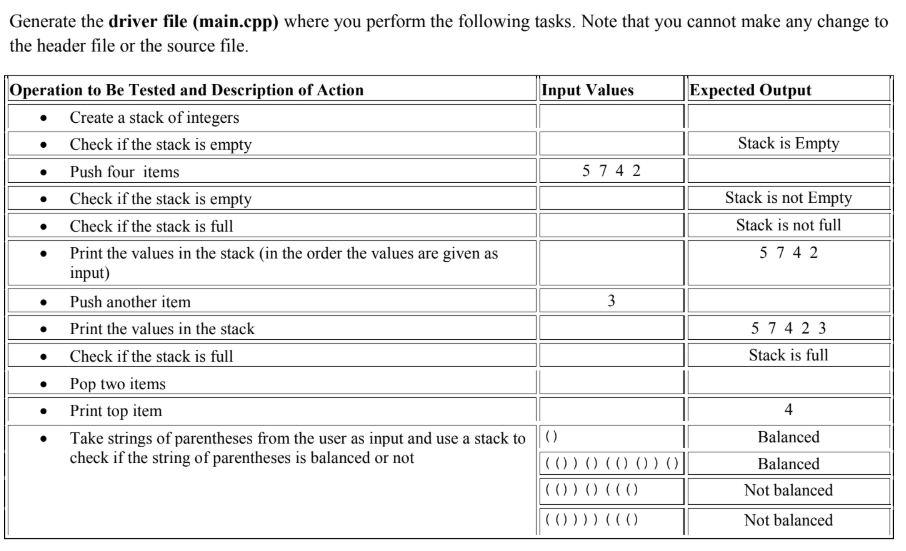 Generate the driver file (main.cpp) where you perform the following tasks. Note that you cannot make any change to
the header file or the source file.
Operation to Be Tested and Description of Action Input Values Expected Output
• Create a stack of integers
• Check if the stack is empty Stack is Empty
• Push four items 5 7 4 2
• Check if the stack is empty Stack is not Empty
• Check if the stack is full Stack is not full
• Print the values in the stack (in the order the values are given as 5 7 4 2
input)
• Push another item 3
• Print the values in the stack 5 7 4 2 3
• Check if the stack is full Stack is full
• Pop two items
• Print top item 4
• Take strings of parentheses from the user as input and use a stack to () Balanced
check if the string of parentheses is balanced or not (())()(()())() Balanced
(())()((() Not balanced
(())))((() Not balanced